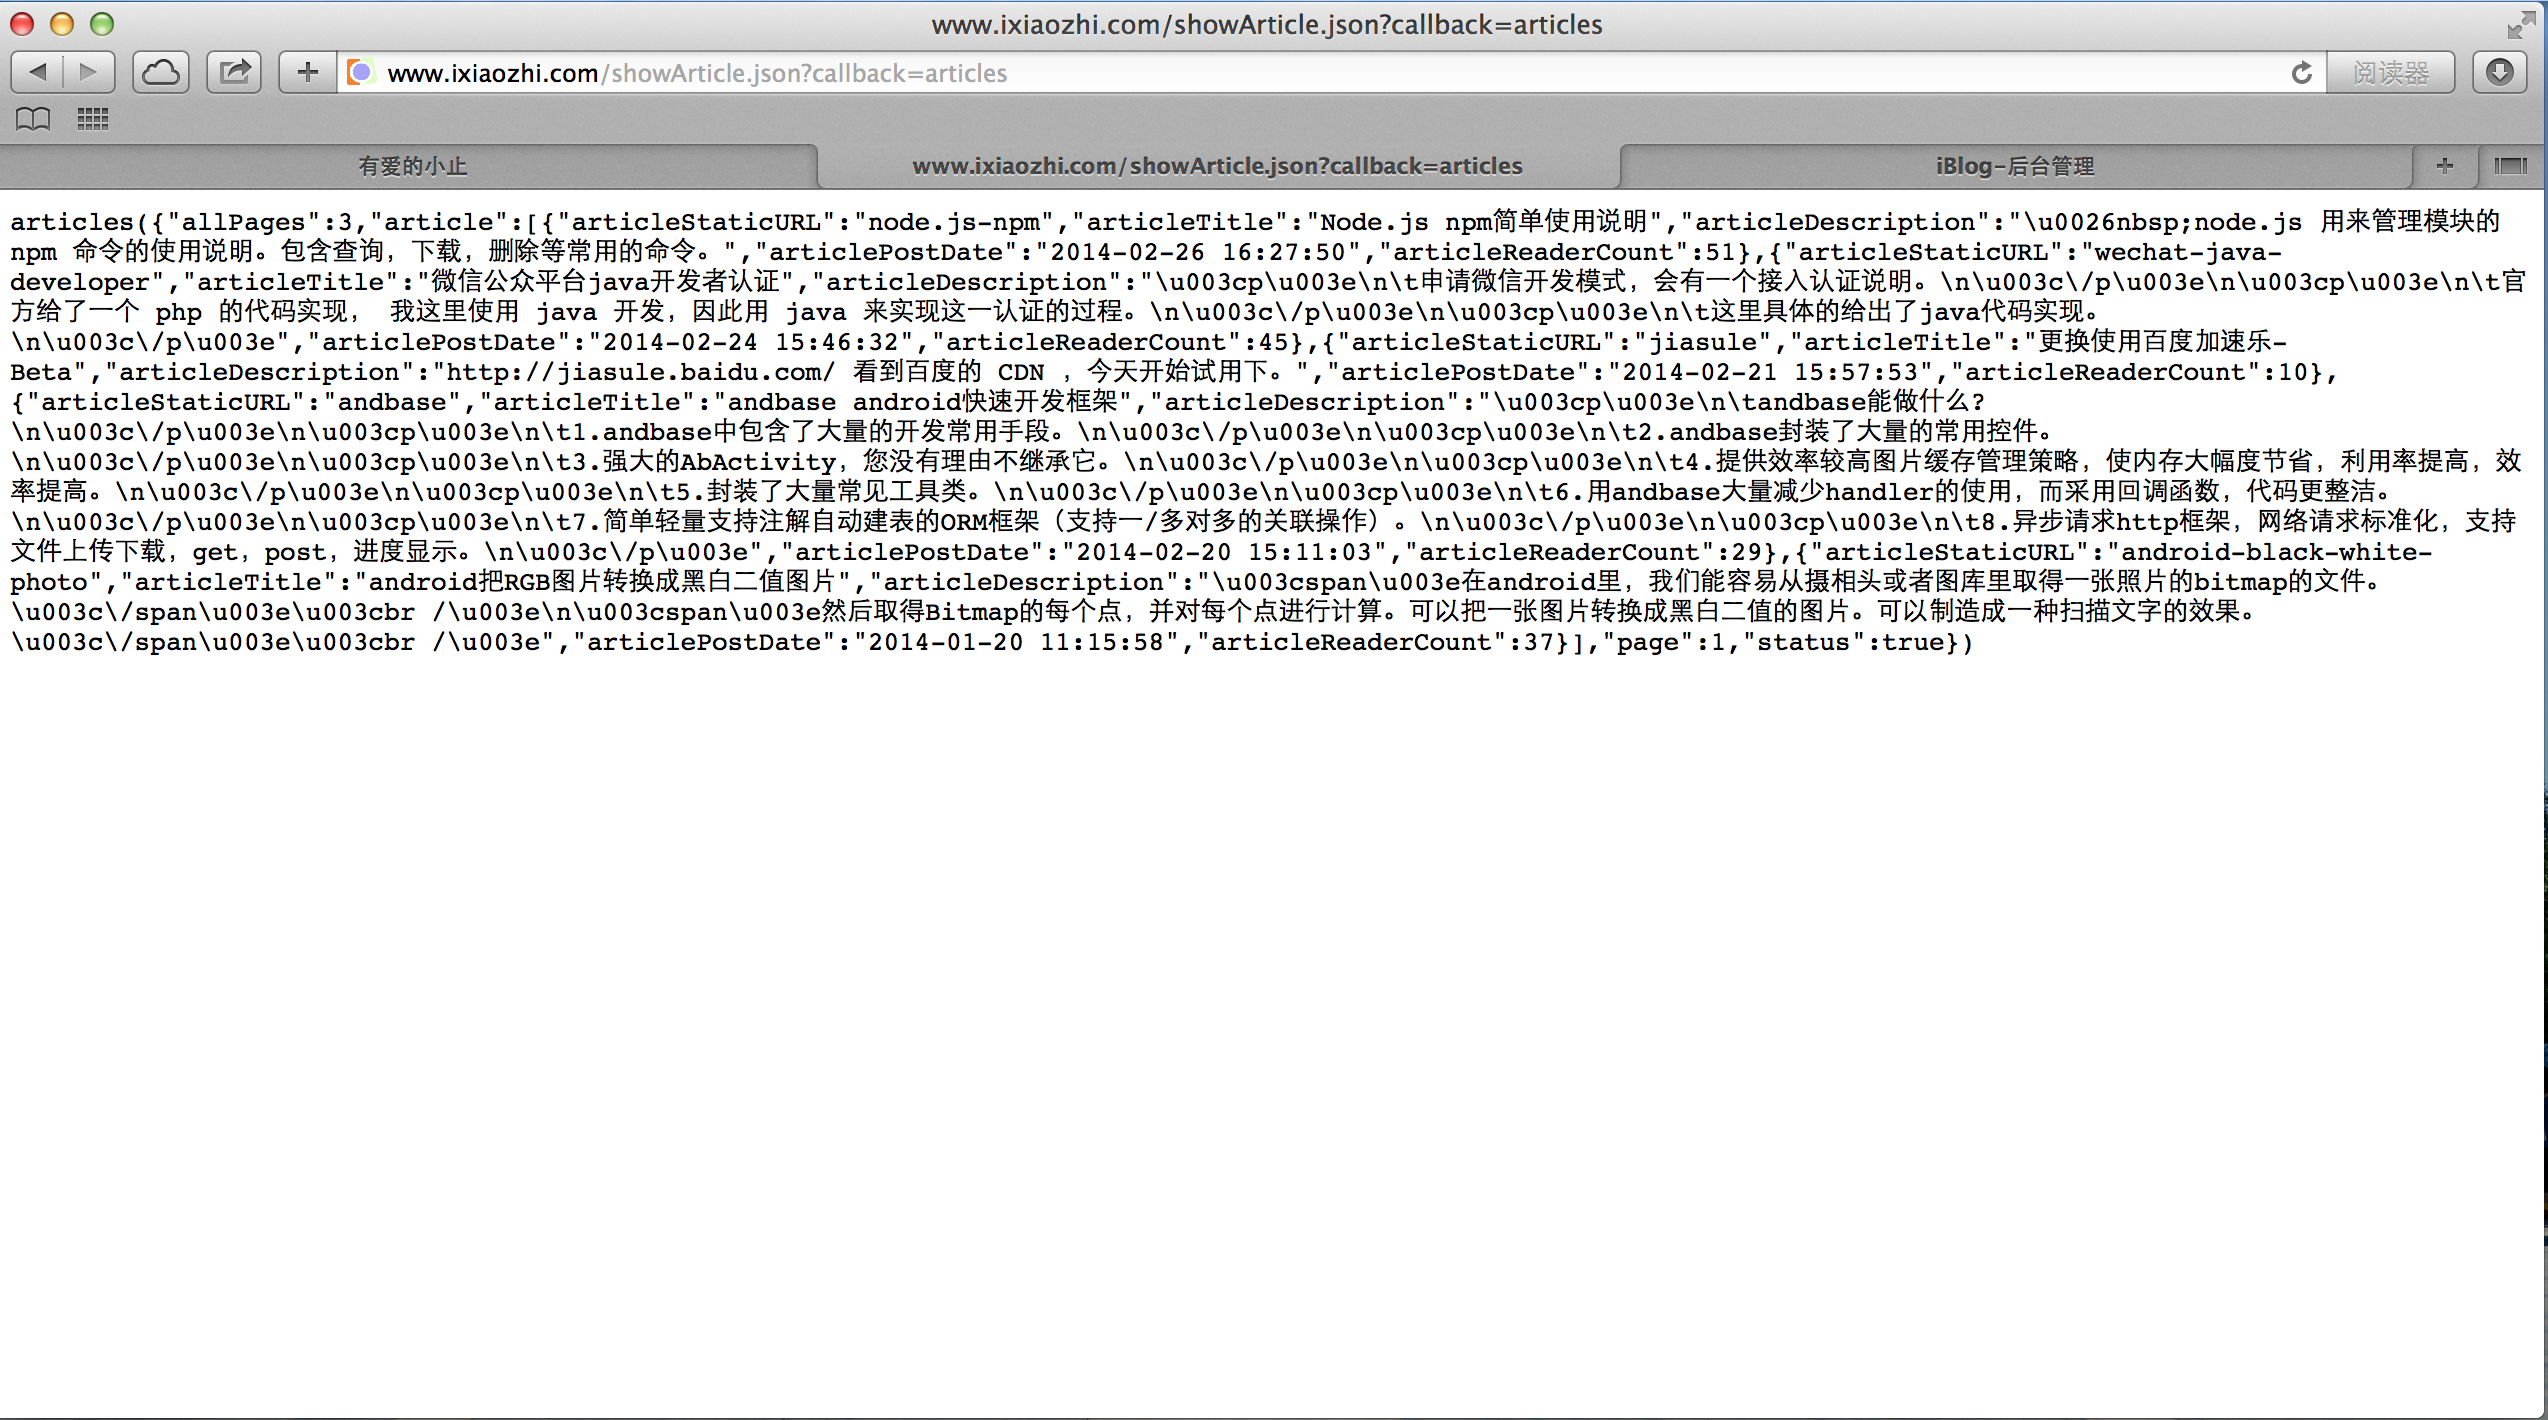 www.ixiaozhi.com/showArticle.json?callback=articles
www.ixiaozhi.com/showArticle.json?callback=articles
阅读器
有爱的小止
www.ixiaozhi.com/showArticle.json?callback=articles
iBlog-后台管理
articles({"allPages":3,"article":[{"articleStaticURL":"node.js-npm","articleTitle":"Node.js npm简单使用说明","articleDescription":"\u0026nbsp;node.js 用来管理模块的
npm 命令的使用说明。包含查询，下载，删除等常用的命令。","articlePostDate":"2014-02-26 16:27:50","articleReaderCount":51},{"articleStaticURL":"wechat-java-
developer","articleTitle":"微信公众平台java开发者认证","articleDescription":"\u003cp\u003e\n\t申请微信开发模式，会有一个接入认证说明。\n\u003c\/p\u003e\n\u003cp\u003e\n\t官
方给了一个 php 的代码实现， 我这里使用 java 开发，因此用 java 来实现这一认证的过程。\n\u003c\/p\u003e\n\u003cp\u003e\n\t这里具体的给出了java代码实现。
\n\u003c\/p\u003e","articlePostDate":"2014-02-24 15:46:32","articleReaderCount":45},{"articleStaticURL":"jiasule","articleTitle":"更换使用百度加速乐-
Beta","articleDescription":"http://jiasule.baidu.com/ 看到百度的 CDN ，今天开始试用下。","articlePostDate":"2014-02-21 15:57:53","articleReaderCount":10},
{"articleStaticURL":"andbase","articleTitle":"andbase android快速开发框架","articleDescription":"\u003cp\u003e\n\tandbase能做什么?
\n\u003c\/p\u003e\n\u003cp\u003e\n\t1.andbase中包含了大量的开发常用手段。\n\u003c\/p\u003e\n\u003cp\u003e\n\t2.andbase封装了大量的常用控件。
\n\u003c\/p\u003e\n\u003cp\u003e\n\t3.强大的AbActivity，您没有理由不继承它。\n\u003c\/p\u003e\n\u003cp\u003e\n\t4.提供效率较高图片缓存管理策略，使内存大幅度节省，利用率提高，效
率提高。\n\u003c\/p\u003e\n\u003cp\u003e\n\t5.封装了大量常见工具类。\n\u003c\/p\u003e\n\u003cp\u003e\n\t6.用andbase大量减少handler的使用，而采用回调函数，代码更整洁。
\n\u003c\/p\u003e\n\u003cp\u003e\n\t7.简单轻量支持注解自动建表的ORM框架（支持一/多对多的关联操作）。\n\u003c\/p\u003e\n\u003cp\u003e\n\t8.异步请求http框架，网络请求标准化，支持
文件上传下载，get，post，进度显示。\n\u003c\/p\u003e","articlePostDate":"2014-02-20 15:11:03","articleReaderCount":29},{"articleStaticURL":"android-black-white-
photo","articleTitle":"android把RGB图片转换成黑白二值图片","articleDescription":"\u003cspan\u003e在android里，我们能容易从摄相头或者图库里取得一张照片的bitmap的文件。
\u003c\/span\u003e\u003cbr /\u003e\n\u003cspan\u003e然后取得Bitmap的每个点，并对每个点进行计算。可以把一张图片转换成黑白二值的图片。可以制造成一种扫描文字的效果。
\u003c\/span\u003e\u003cbr /\u003e","articlePostDate":"2014-01-20 11:15:58","articleReaderCount":37}],"page":1,"status":true})